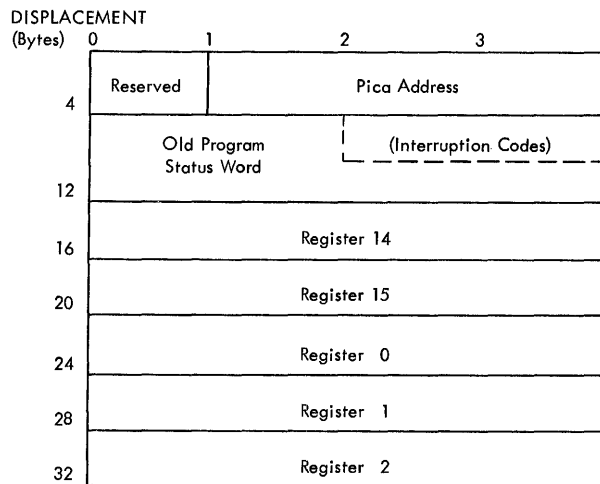 DISPLACEMENT
(Bytes) 0 1 2 3
Reserved Pica Address
4
Old Program (Interruption Codes)
Status Word
12
Register 14
16
Register 15
20
Register 0
24
Register 1
28
Register 2
32